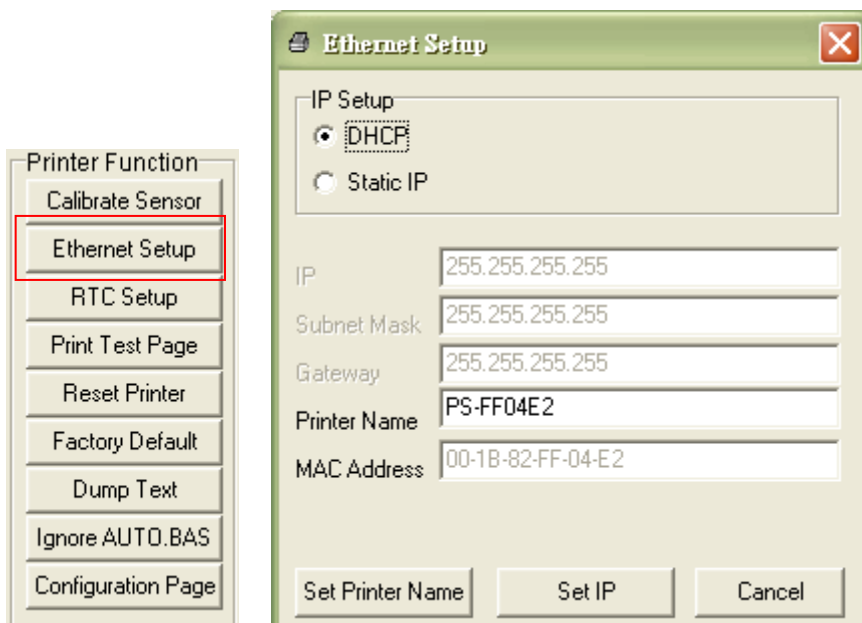 Printer Function
Calibrate Sensor
Ethernet Setup
RTC Setup
Print Test Page
Reset Printer
Factory Default
Dump Text
Ignore AUTO.BAS
Configuration Page
Ethernet Setup
IP Setup
DHCP
Static IP
IP 255.255.255.255
Subnet Mask 255.255.255.255
Gateway 255.255.255.255
Printer Name PS-FF04E2
MAC Address 00-1B-82-FF-04-E2
Set Printer Name Set IP Cancel